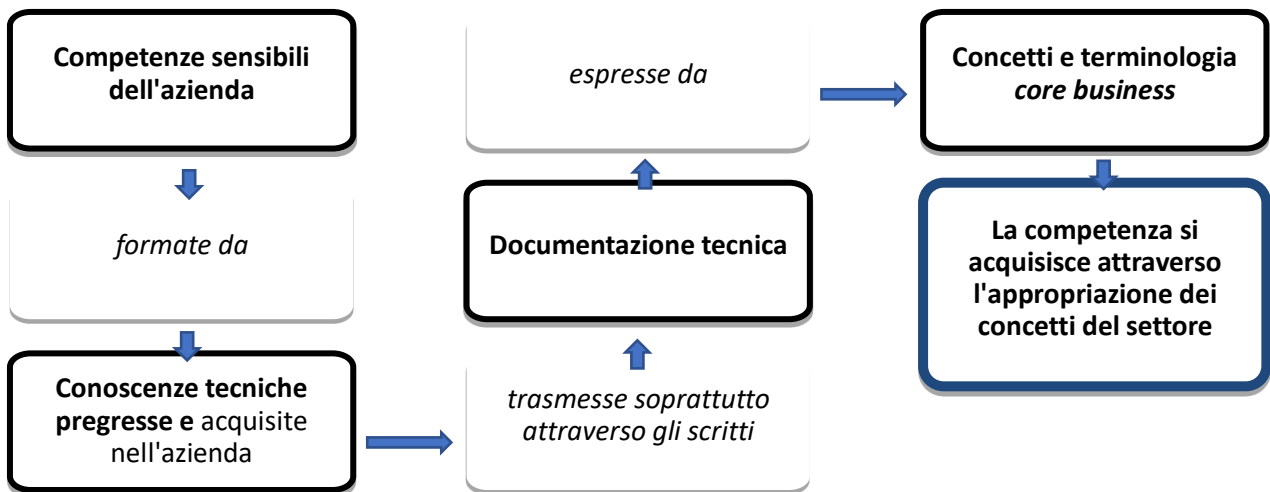 Competenze sensibili
dell'azienda
formate da
Conoscenze tecniche
pregresse e acquisite
nell'azienda
trasmesse soprattutto
attraverso gli scritti
Documentazione tecnica
espresse da
Concetti e terminologia
core business
La competenza si
acquisisce attraverso
l'appropriazione dei
concetti del settore